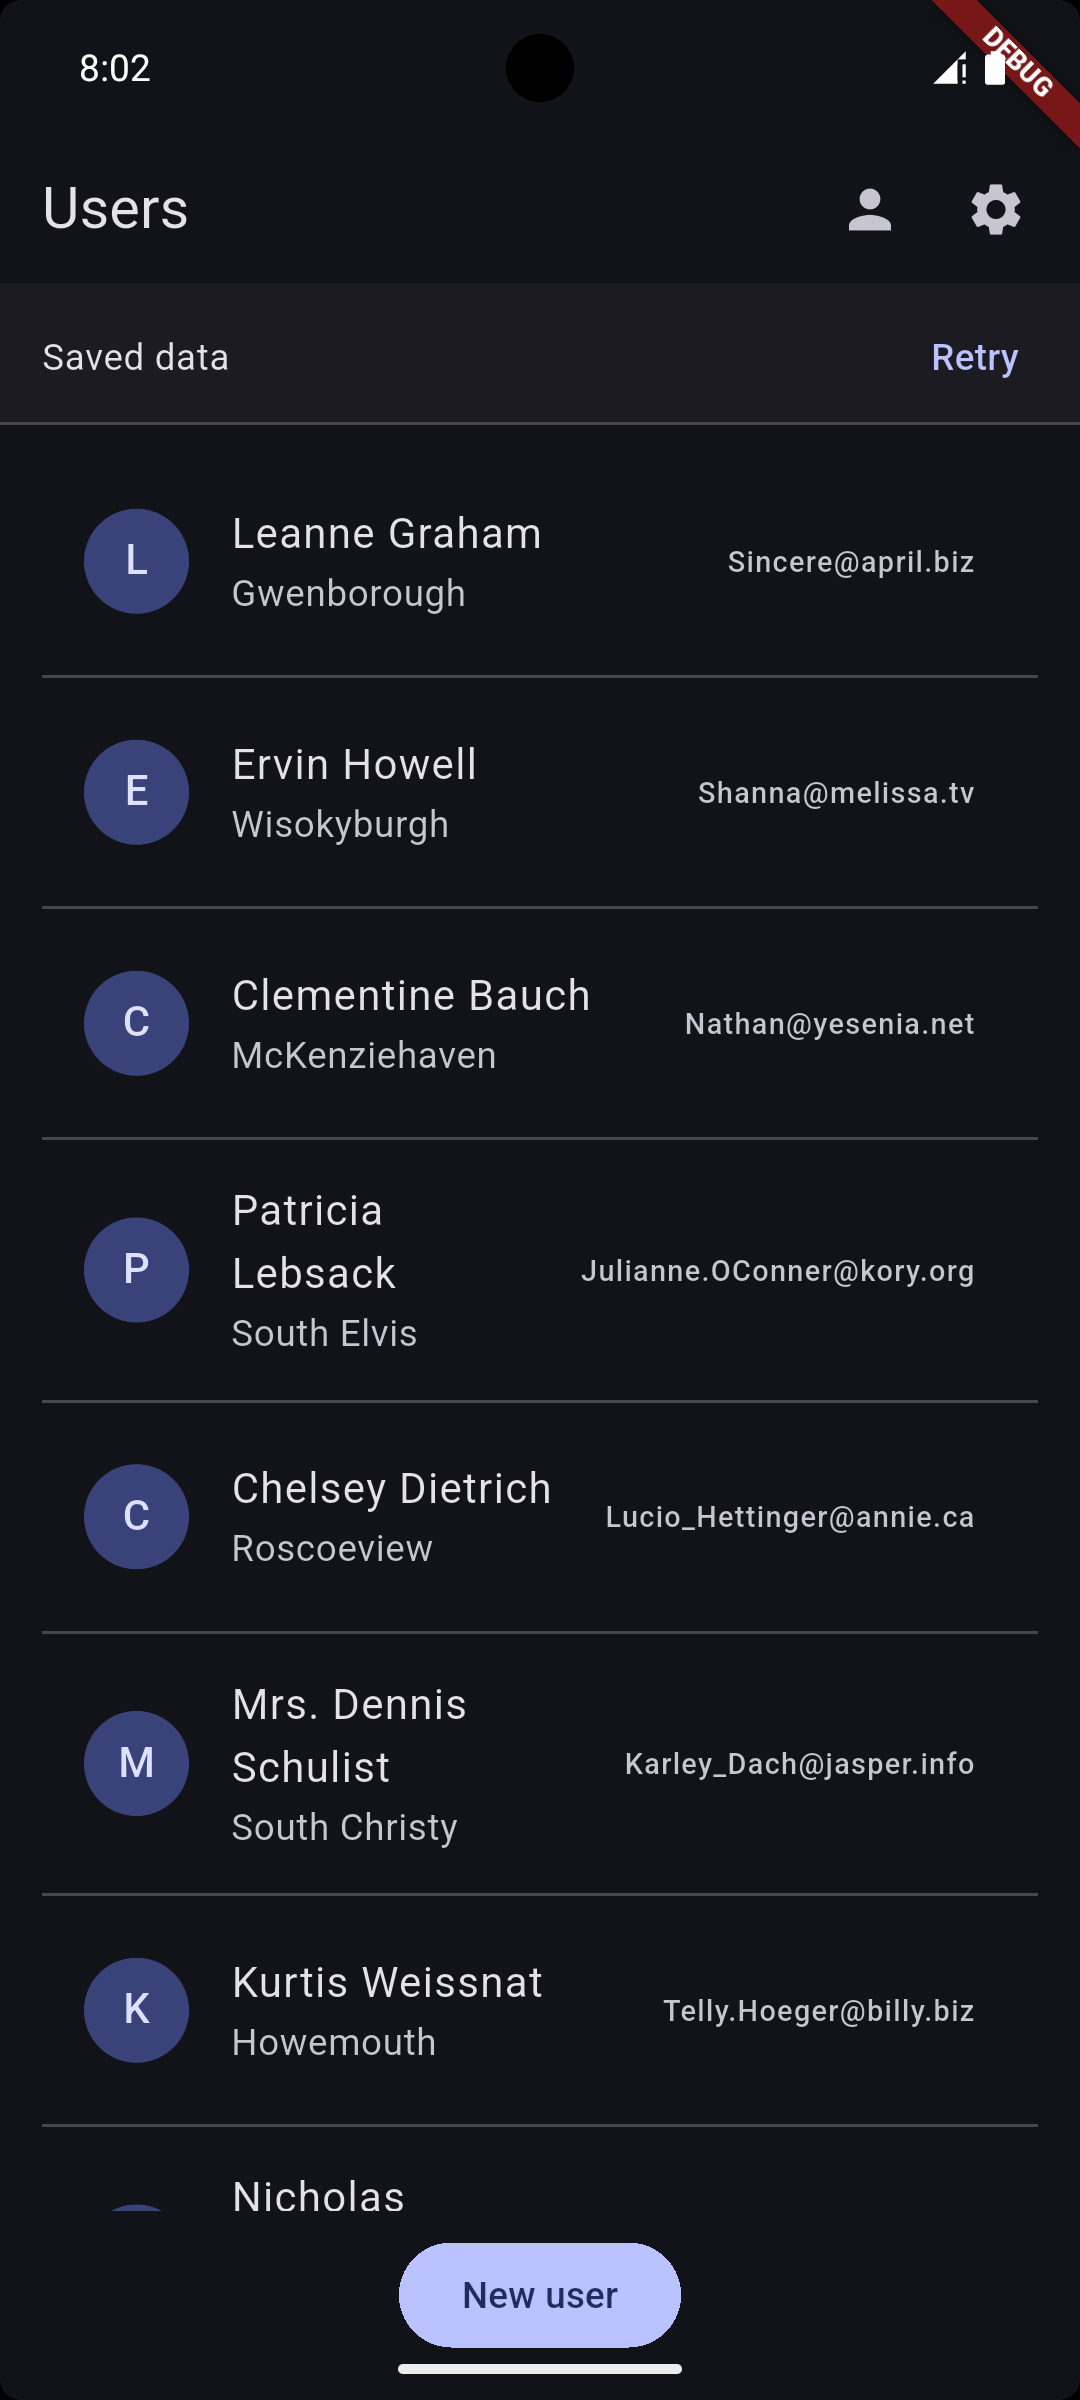 8:02
DEBUG
Users
Saved data
Retry
L
Leanne Graham
Gwenborough
Sincere@april.biz
E
Ervin Howell
Wisokyburgh
Shanna@melissa.tv
C
Clementine Bauch
McKenziehaven
Nathan@yesenia.net
P
Patricia
Lebsack
South Elvis
Julianne.OConner@kory.org
C
Chelsey Dietrich
Roscoeview
Lucio_Hettinger@annie.ca
M
Mrs. Dennis
Schulist
South Christy
Karley_Dach@jasper.info
K
Kurtis Weissnat
Howemouth
Telly.Hoeger@billy.biz
Nicholas
New user